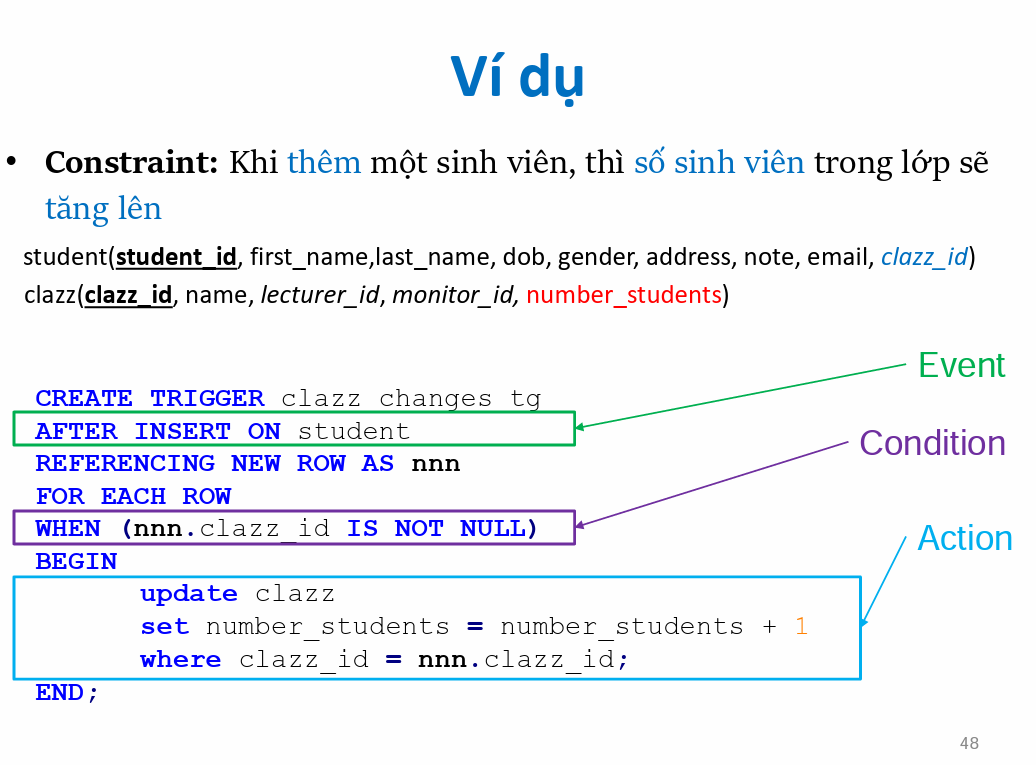 Ví dụ
• Constraint: Khi thêm một sinh viên, thì số sinh viên trong lớp sẽ
tăng lên
student(student_id, first_name,last_name, dob, gender, address, note, email, clazz_id)
clazz(clazz_id, name, lecturer_id, monitor_id, number_students)
Event
CREATE TRIGGER clazz_changes_tg
AFTER INSERT ON student
Condition
REFERENCING NEW ROW AS nnn
FOR EACH ROW
WHEN (nnn.clazz_id IS NOT NULL)
Action
BEGIN
update clazz
set number_students = number_students + 1
where clazz_id = nnn.clazz_id;
END;
48